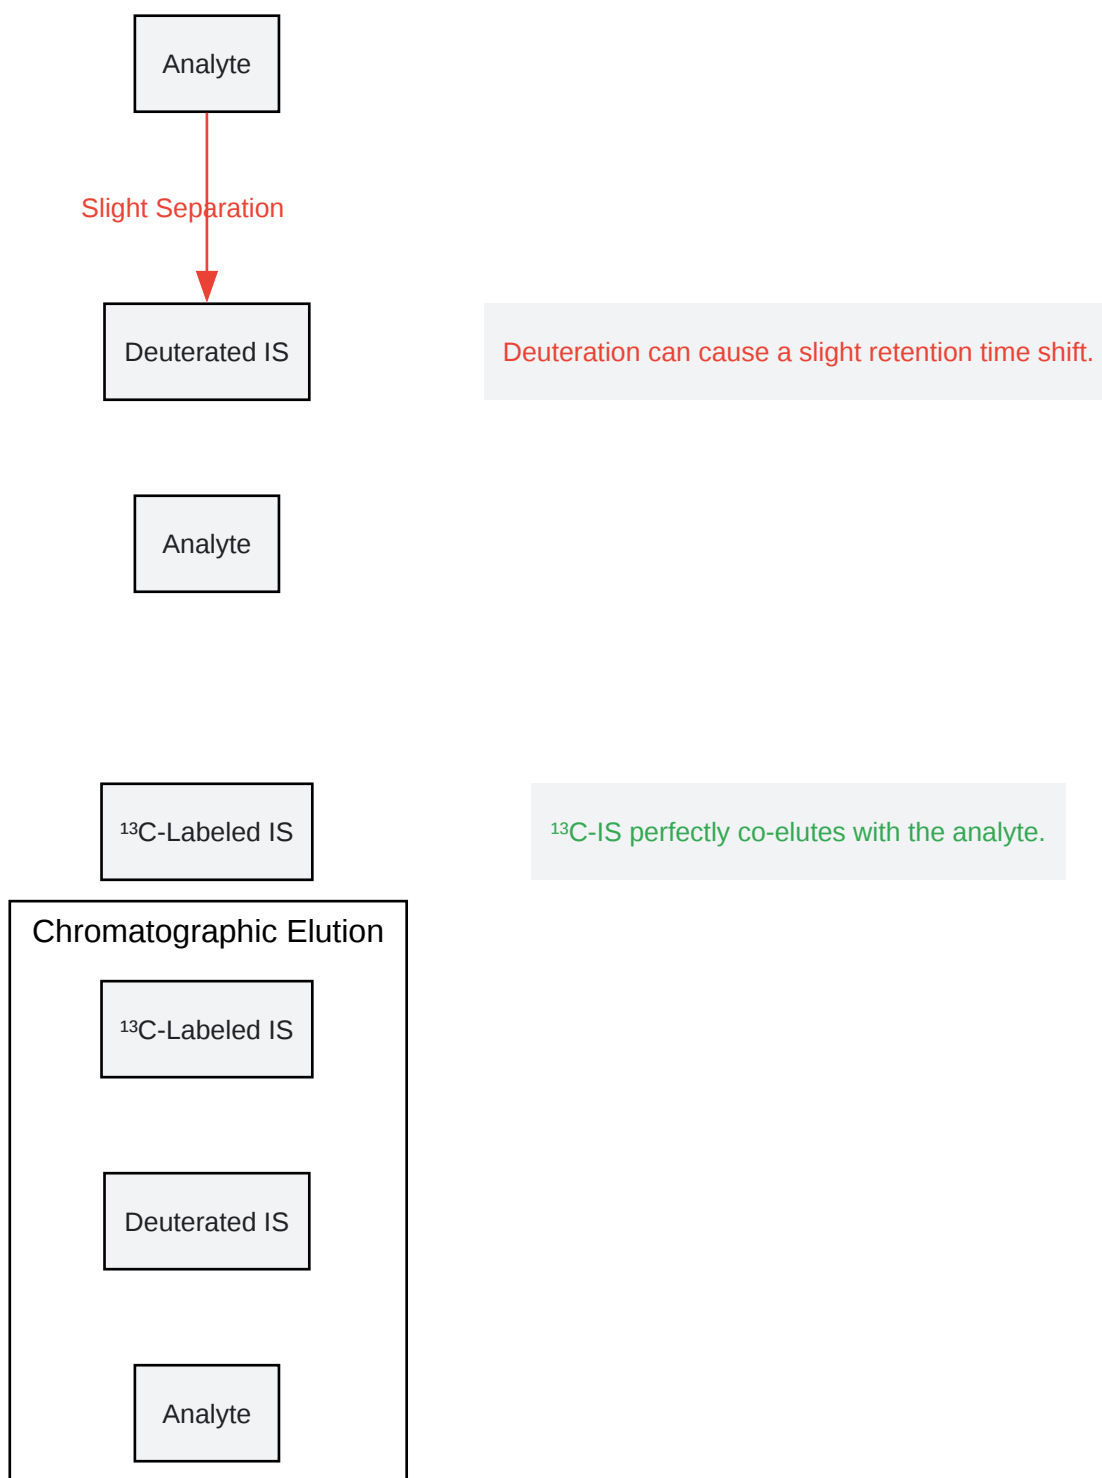 Analyte
Slight Separation
Deuterated IS
Deuteration can cause a slight retention time shift.
Analyte
¹³C-Labeled IS
¹³C-IS perfectly co-elutes with the analyte.
Chromatographic Elution
¹³C-Labeled IS
Deuterated IS
Analyte